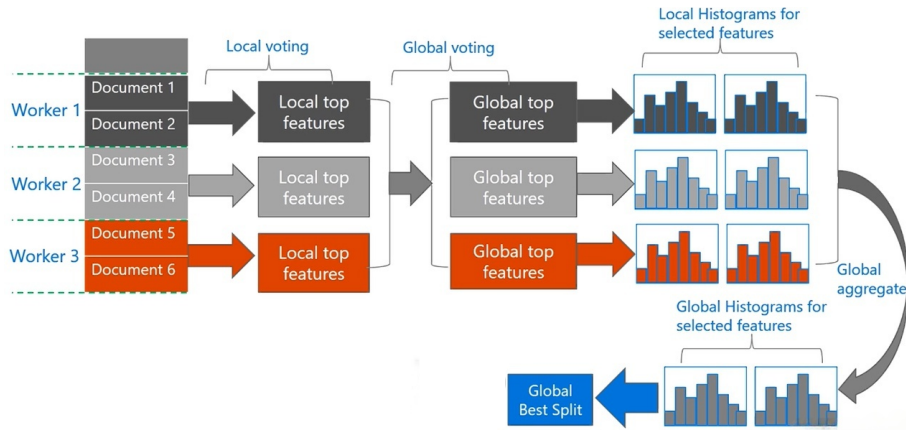 Local voting
Global voting
Local Histograms for
selected features
Worker 1
Document 1
Document 2
Local top
features
Global top
features
Worker 2
Document 3
Document 4
Local top
features
Global top
features
Worker 3
Document 5
Document 6
Local top
features
Global top
features
Global
aggregate
Global Histograms for
selected features
Global
Best Split